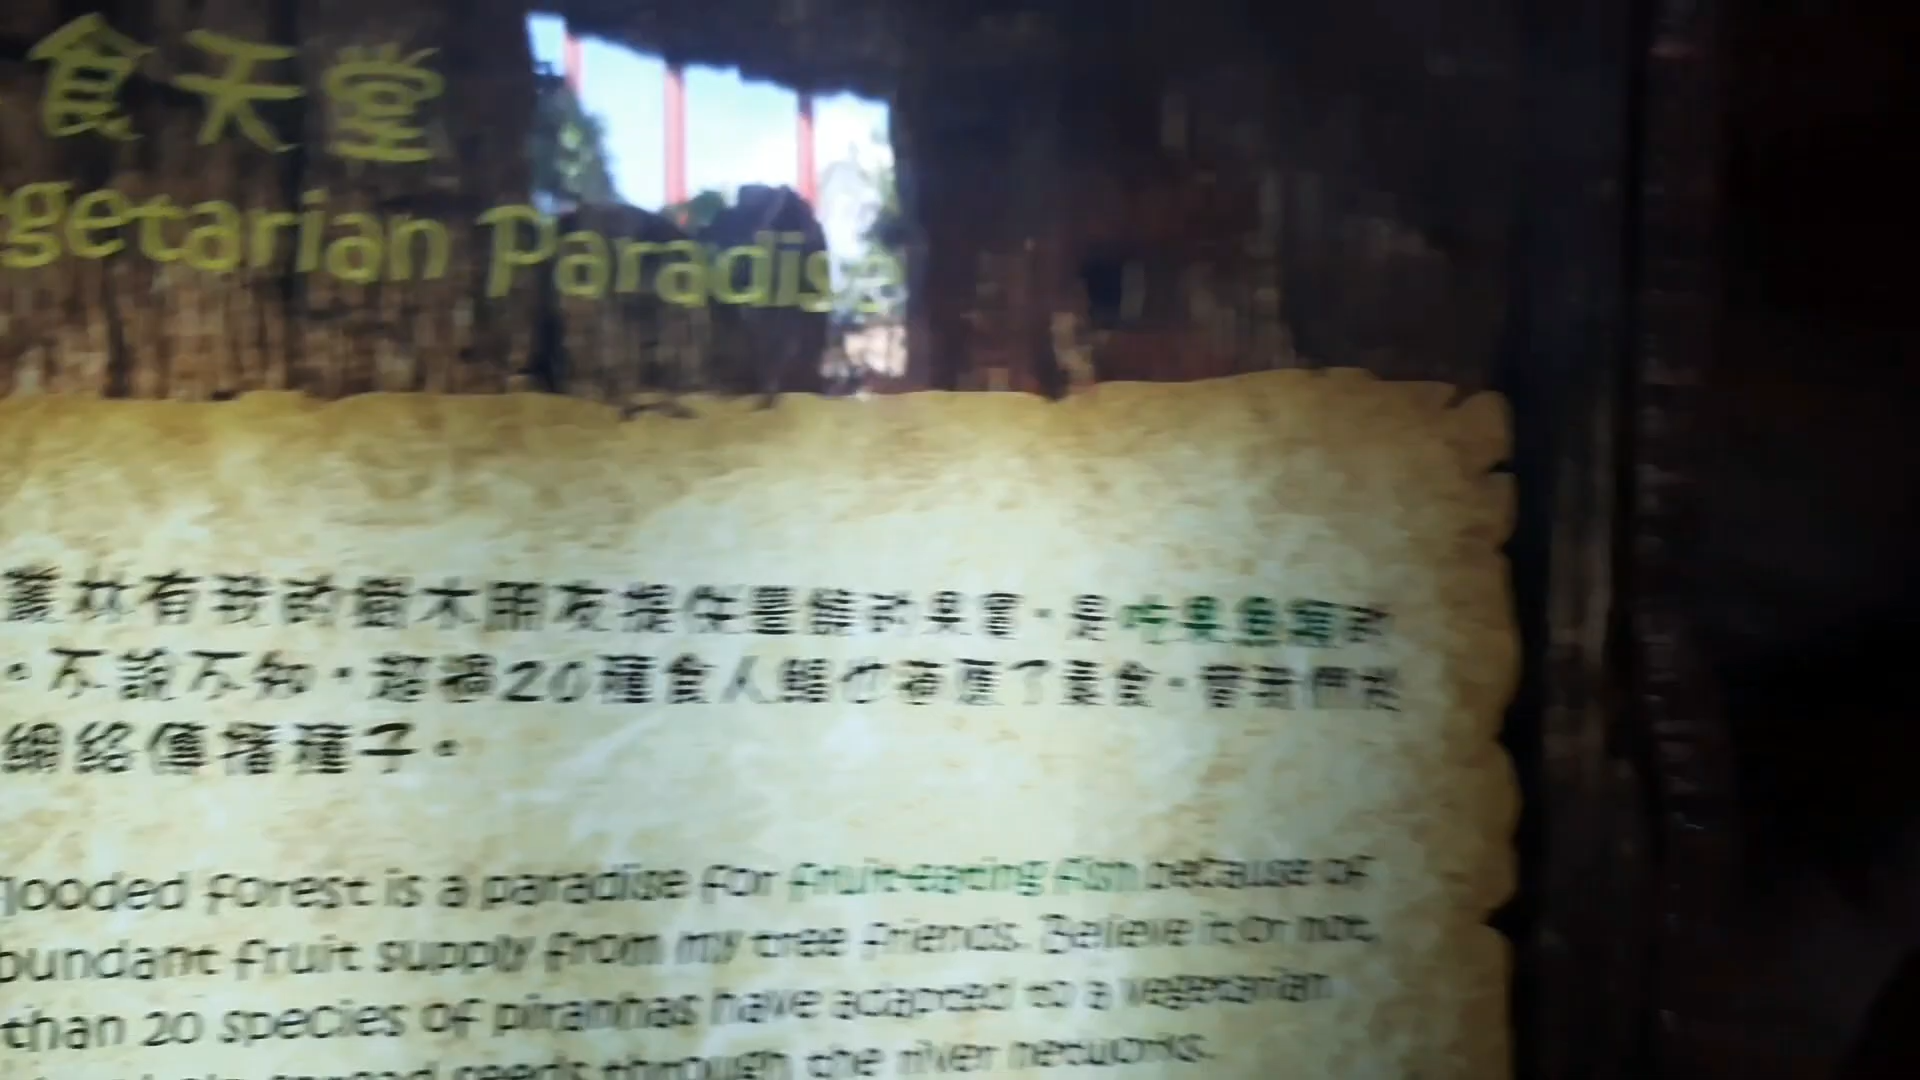 食天堂
getarian Paradise
叢林有我的樹木朋友提供豐饒的果實，是吃果魚類的
。不說不知，超過20種食人鯧也適應了素食，當我們從
網絡傳播種子。
looded forest is a paradise for fruit-eating fish because of
bundant fruit supply from my tree friends. Believe it or not,
than 20 species of piranhas have adapted to a vegetarian
spread seeds through the river networks.